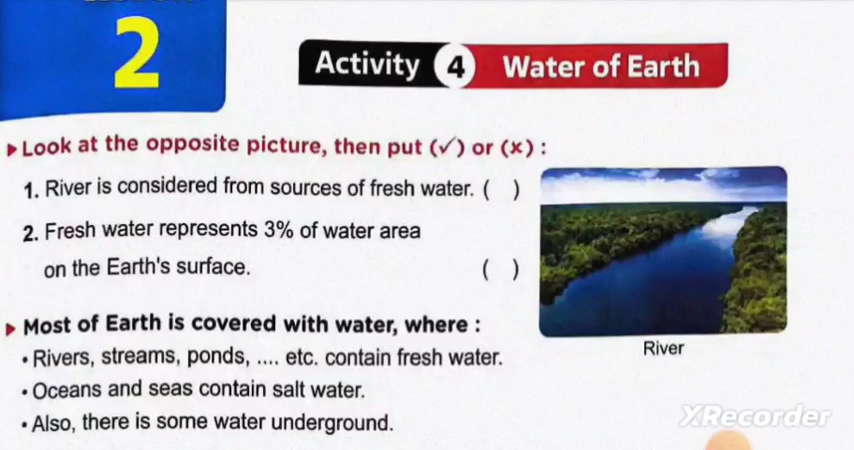 2
Activity 4 Water of Earth
▸Look at the opposite picture, then put (✓) or (x) :
1. River is considered from sources of fresh water. ( )
2. Fresh water represents 3% of water area
on the Earth's surface. ( )
River
▸ Most of Earth is covered with water, where :
• Rivers, streams, ponds, .... etc. contain fresh water.
• Oceans and seas contain salt water.
• Also, there is some water underground.
XRecorder